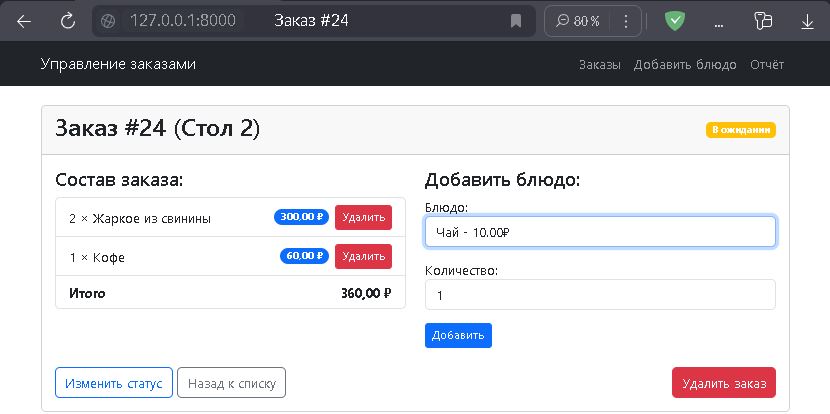 127.0.0.1:8000 Заказ #24 80 % ...
Управление заказами Заказы Добавить блюдо Отчёт
Заказ #24 (Стол 2) В ожидании
Состав заказа:
2 × Жаркое из свинины 300,00 ₽ Удалить
1 × Кофе 60,00 ₽ Удалить
Итого 360,00 ₽
Добавить блюдо:
Блюдо:
Чай - 10.00₽
Количество:
1
Добавить
Изменить статус Назад к списку Удалить заказ